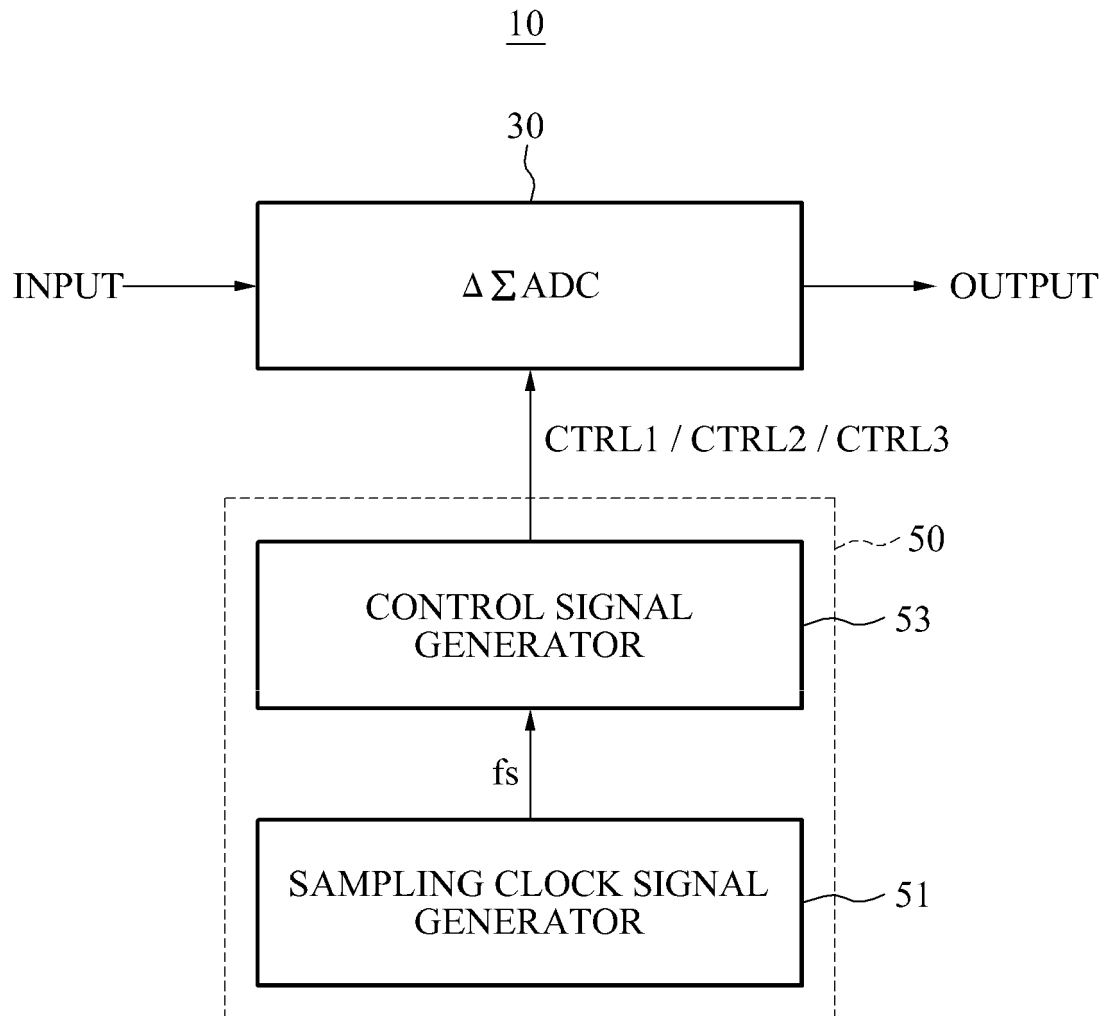 10
30
INPUT
Δ Σ ADC
OUTPUT
CTRL1 / CTRL2 / CTRL3
50
CONTROL SIGNAL
GENERATOR
53
fs
SAMPLING CLOCK SIGNAL
GENERATOR
51